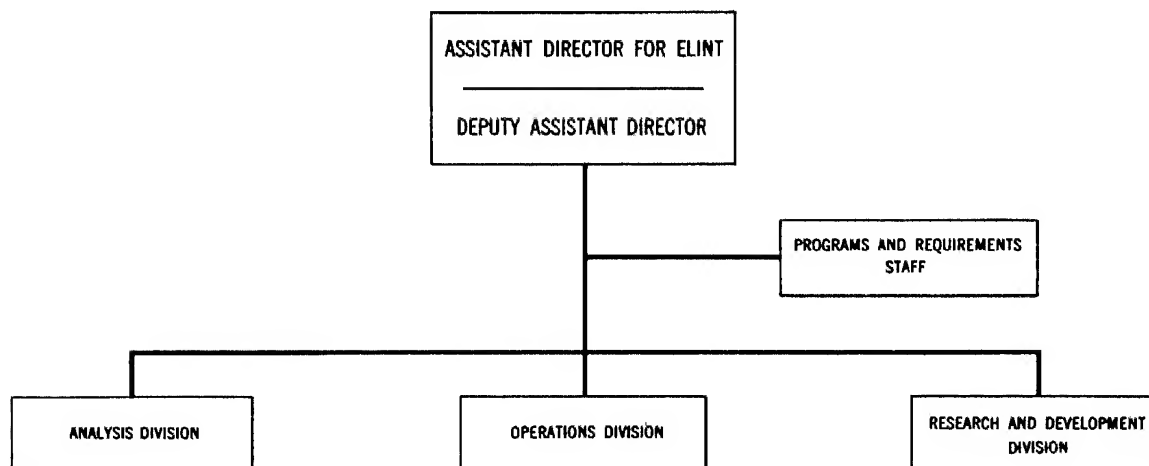 ASSISTANT DIRECTOR FOR ELINT
DEPUTY ASSISTANT DIRECTOR
PROGRAMS AND REQUIREMENTS
STAFF
ANALYSIS DIVISION
OPERATIONS DIVISION
RESEARCH AND DEVELOPMENT
DIVISION